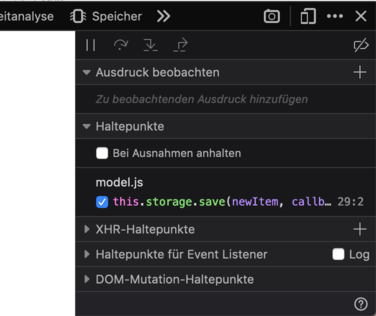 eitanalyse Speicher
Ausdruck beobachten
Zu beobachtenden Ausdruck hinzufügen
Haltepunkte
Bei Ausnahmen anhalten
model.js
this.storage.save(newItem, callb… 29:2
XHR-Haltepunkte
Haltepunkte für Event Listener Log
DOM-Mutation-Haltepunkte